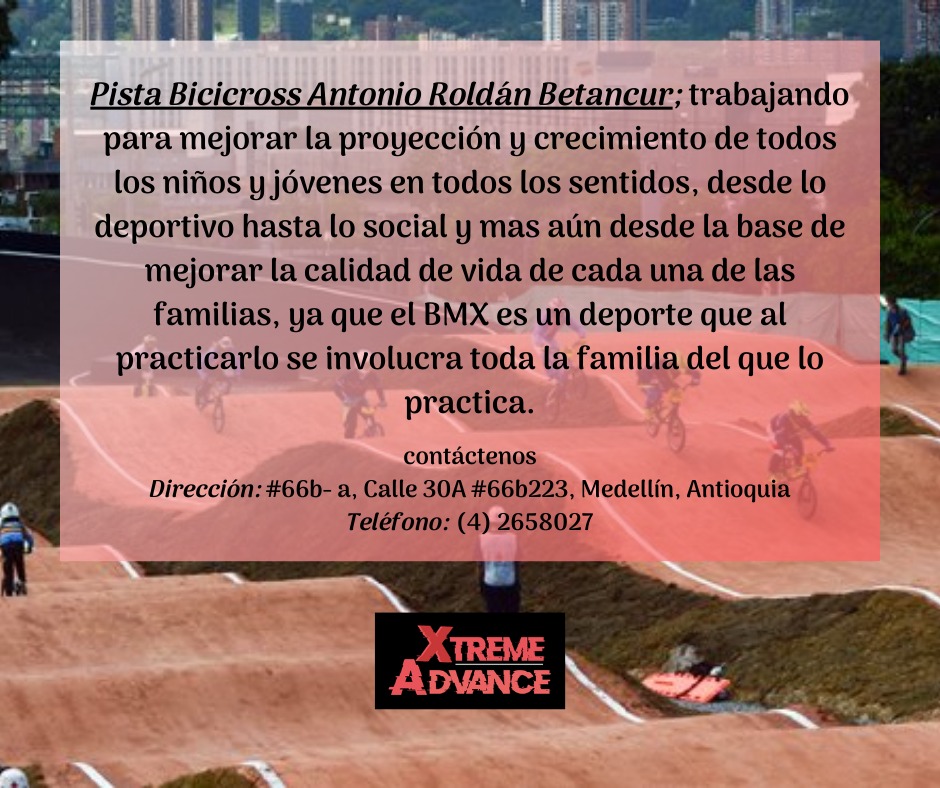 Pista Bicicross Antonio Roldán Betancur; trabajando
para mejorar la proyección y crecimiento de todos
los niños y jóvenes en todos los sentidos, desde lo
deportivo hasta lo social y mas aún desde la base de
mejorar la calidad de vida de cada una de las
familias, ya que el BMX es un deporte que al
practicarlo se involucra toda la familia del que lo
practica.
contáctenos
Dirección: #66b- a, Calle 30A #66b223, Medellín, Antioquia
Teléfono: (4) 2658027
XTREME
ADVANCE